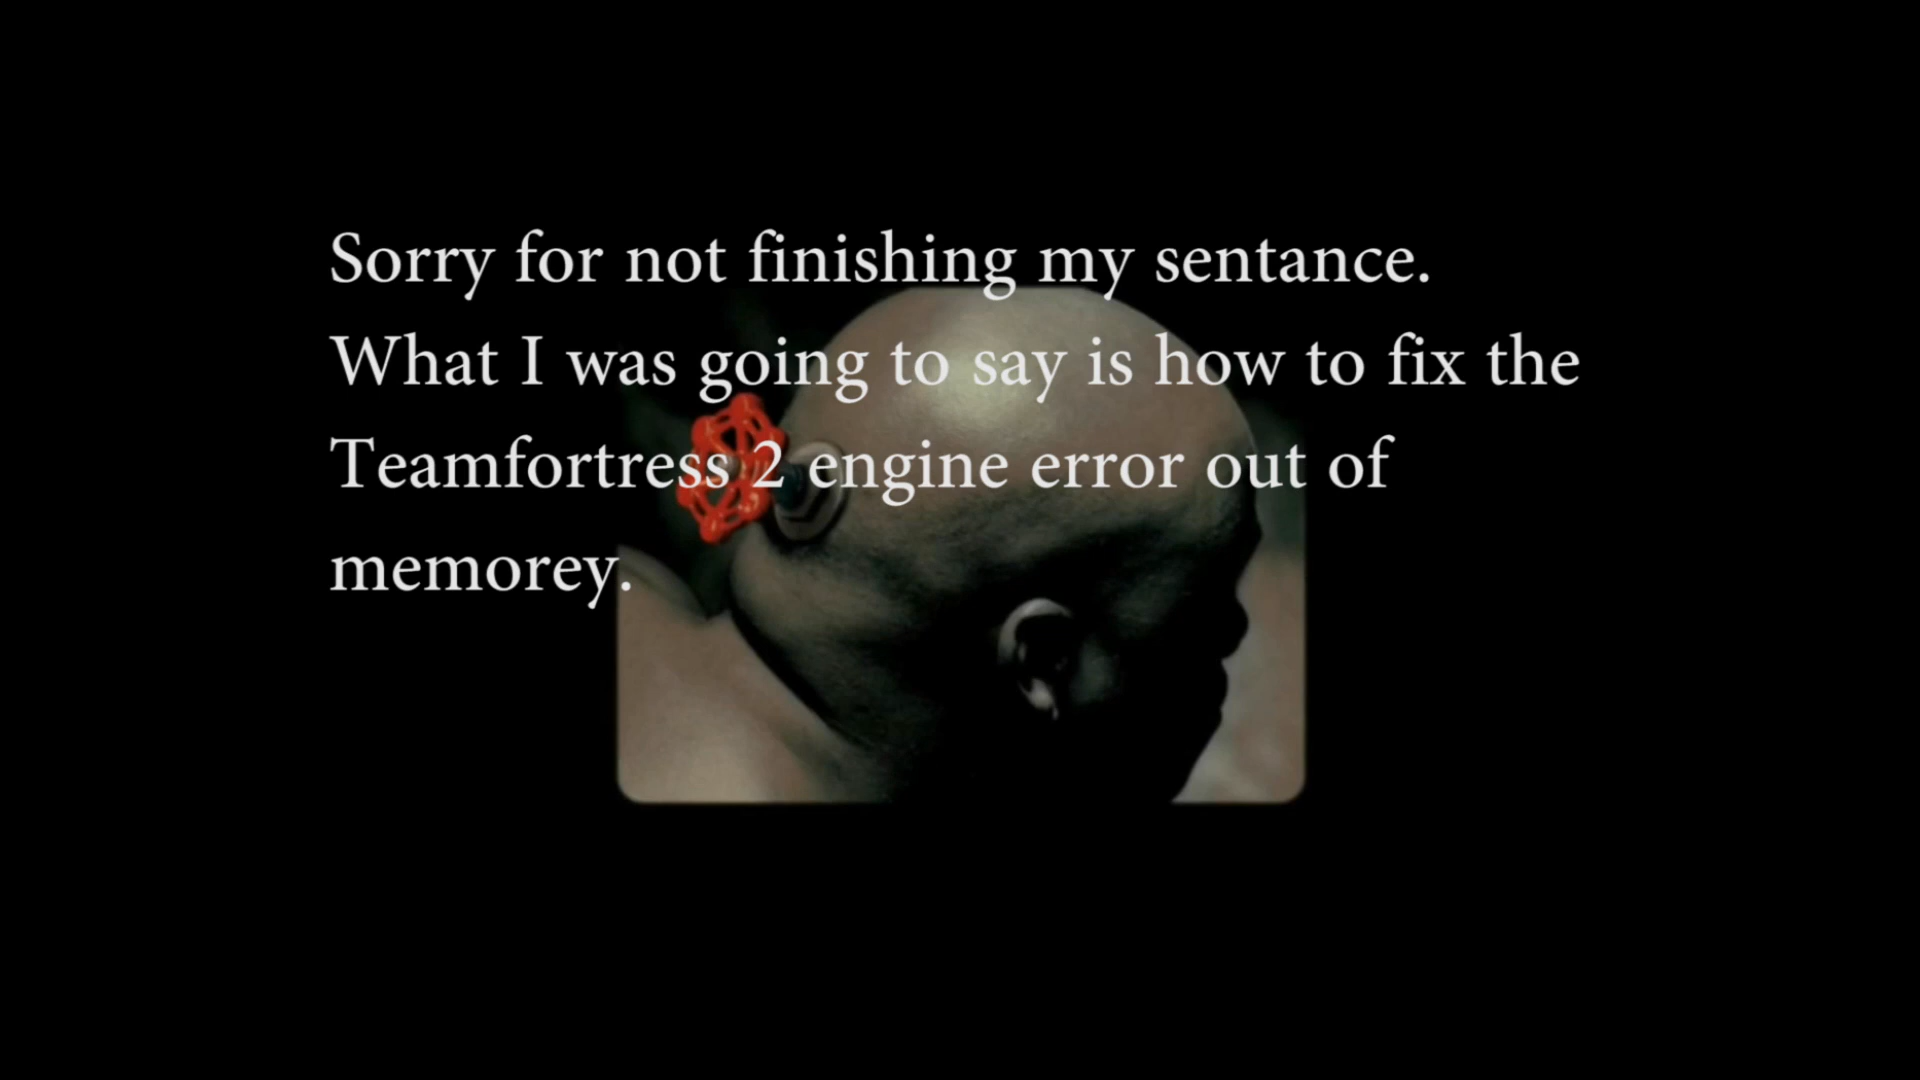 Sorry for not finishing my sentance.
What I was going to say is how to fix the
Teamfortress 2 engine error out of
memorey.